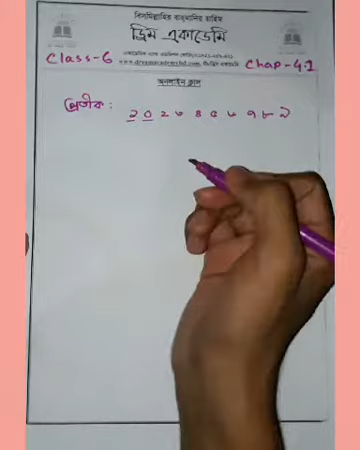 বিসমিল্লাহির রাহ্‌মানির রাহিম
ড্রিম একাডেমি
Class-6
Chap-4.1
অনলাইন ক্লাস
প্রতীক :
১ ০ ২ ৩ ৪ ৫ ৬ ৭ ৮ ৯